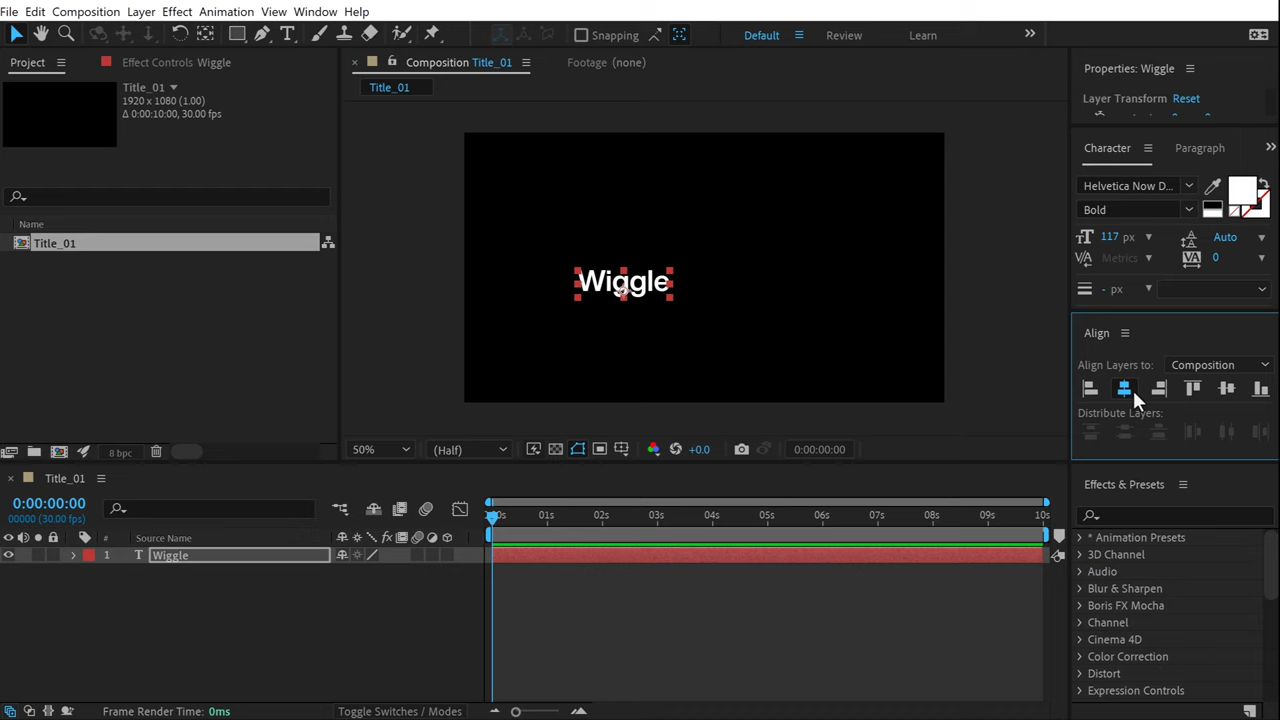 File Edit Composition Layer Effect Animation View Window Help
Snapping Default Review Learn
Project Effect Controls Wiggle
Composition Title_01 Footage (none)
Title_01
Title_01
1920 x 1080 (1.00)
Δ 0:00:10:00, 30.00 fps
Name
Title_01
Wiggle
8 bpc
50% (Half) +0.0 0:00:00:00
Properties: Wiggle
Layer Transform Reset
Character Paragraph
Helvetica Now D...
Bold
117 px Auto
Metrics 0
- px
Align
Align Layers to: Composition
Distribute Layers:
Title_01
0:00:00:00
00000 (30.00 fps)
# Source Name
1 T Wiggle
01s 02s 03s 04s 05s 06s 07s 08s 09s 10s
Effects & Presets
* Animation Presets
3D Channel
Audio
Blur & Sharpen
Boris FX Mocha
Channel
Cinema 4D
Color Correction
Distort
Expression Controls
Frame Render Time: 0ms Toggle Switches / Modes